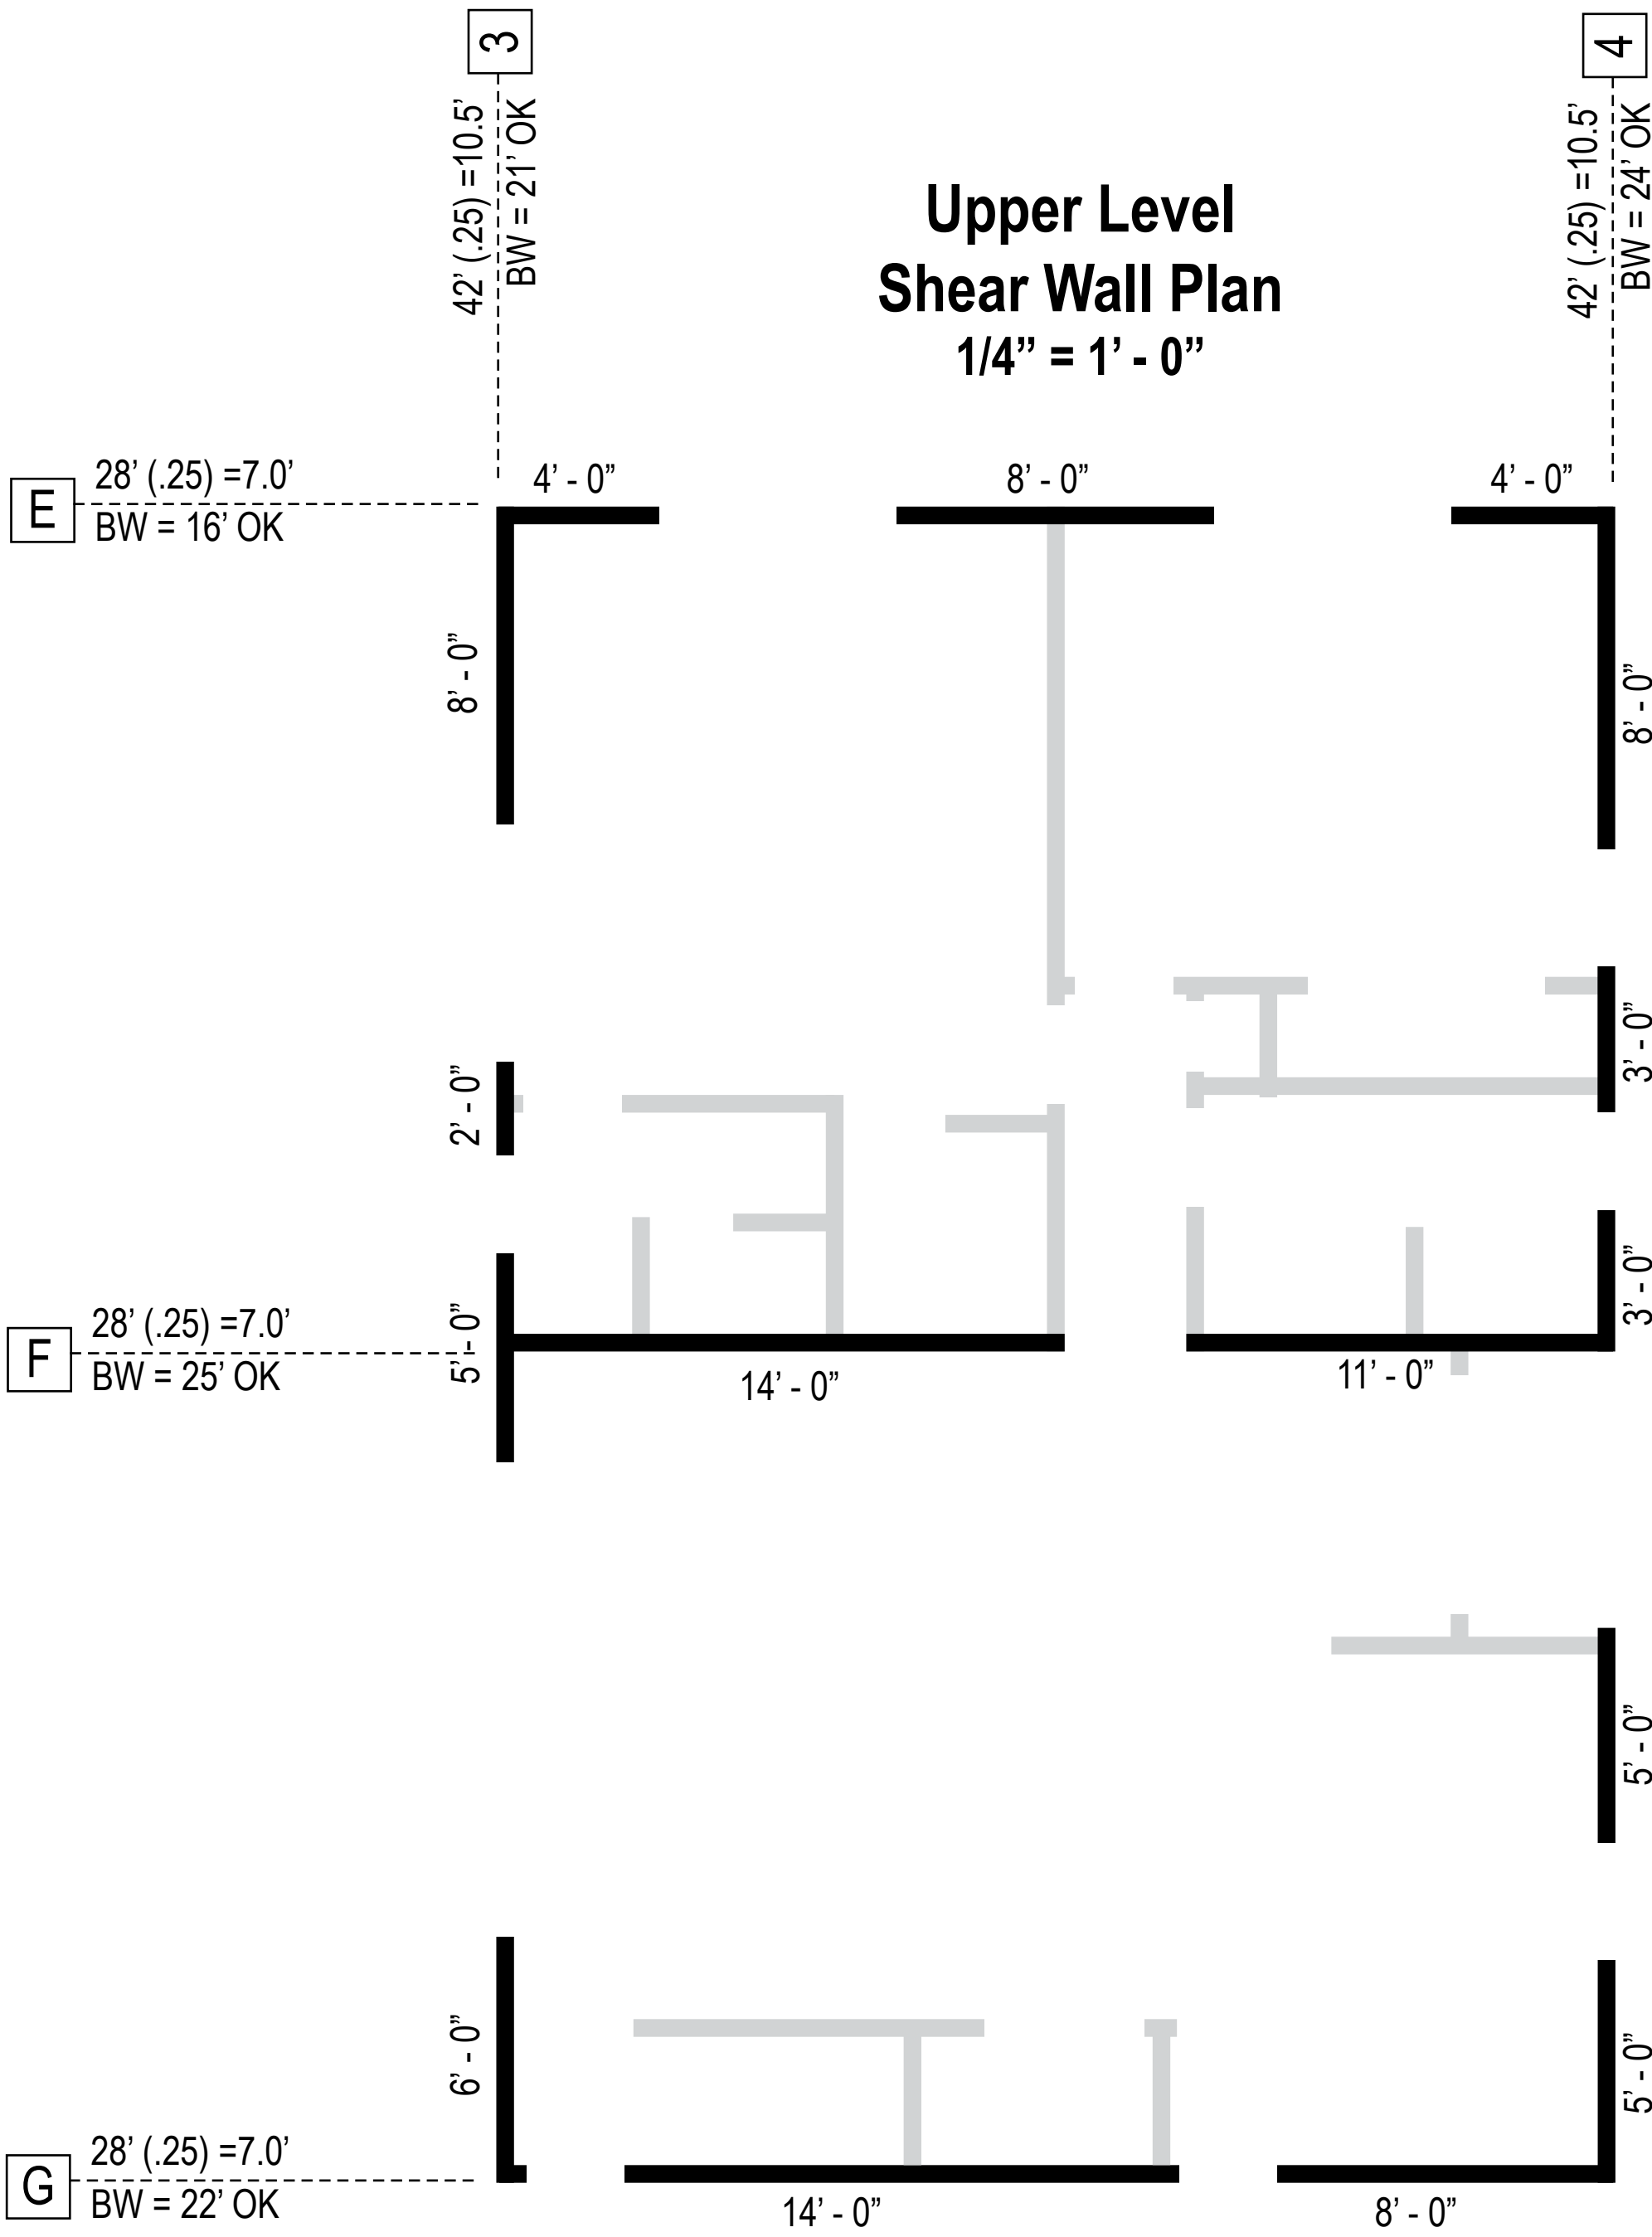 3
42’ (.25) =10.5’
BW = 21’ OK
4
42’ (.25) =10.5’
BW = 24’ OK
Upper Level
Shear Wall Plan
1/4” = 1’ - 0”
E
28’ (.25) =7.0’
BW = 16’ OK
4’ - 0”
8’ - 0”
4’ - 0”
8’ - 0”
8’ - 0”
3’ - 0”
2’ - 0”
3’ - 0”
F
28’ (.25) =7.0’
BW = 25’ OK
5’ - 0”
14’ - 0”
11’ - 0”
5’ - 0”
6’ - 0”
5’ - 0”
G
28’ (.25) =7.0’
BW = 22’ OK
14’ - 0”
8’ - 0”